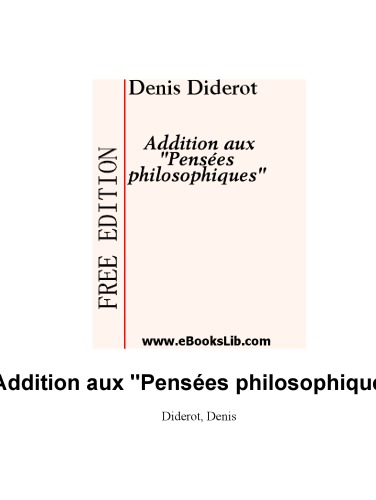 Denis Diderot
Addition aux
"Pensées
philosophiques"
FREE EDITION
www.eBooksLib.com
Addition aux "Pensées philosophique
Diderot, Denis